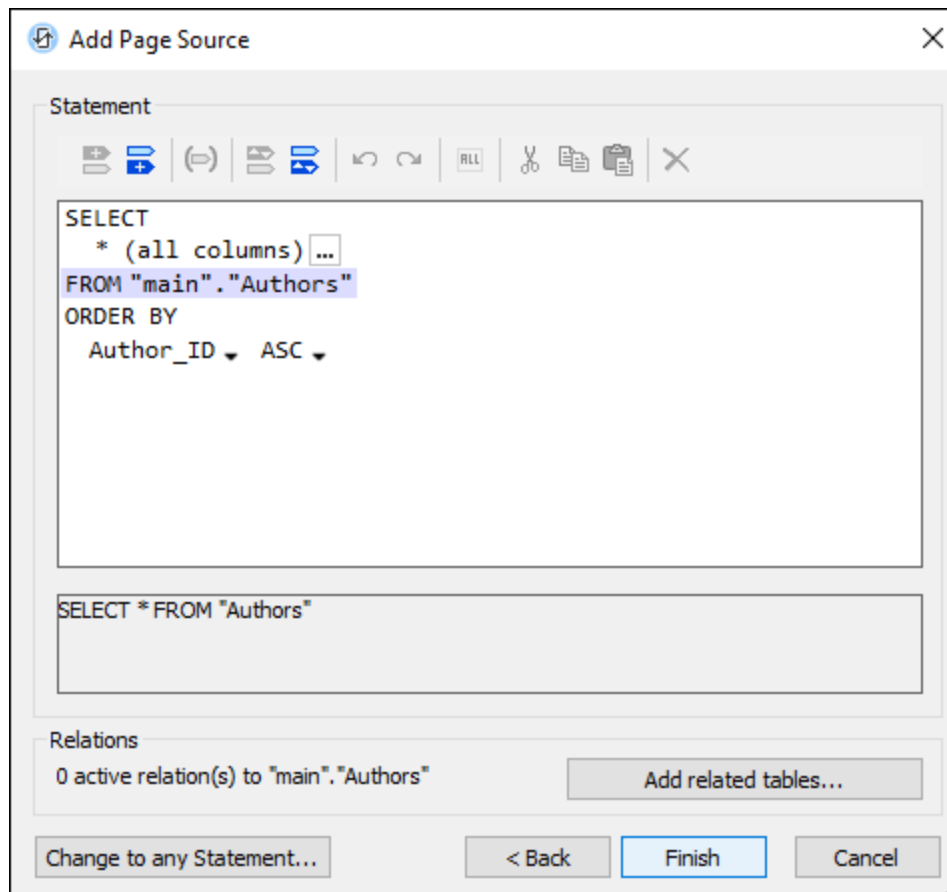 Add Page Source
Statement
ALL
SELECT
* (all columns) ...
FROM "main"."Authors"
ORDER BY
Author_ID ASC
SELECT * FROM "Authors"
Relations
0 active relation(s) to "main"."Authors"
Add related tables...
Change to any Statement...
< Back
Finish
Cancel